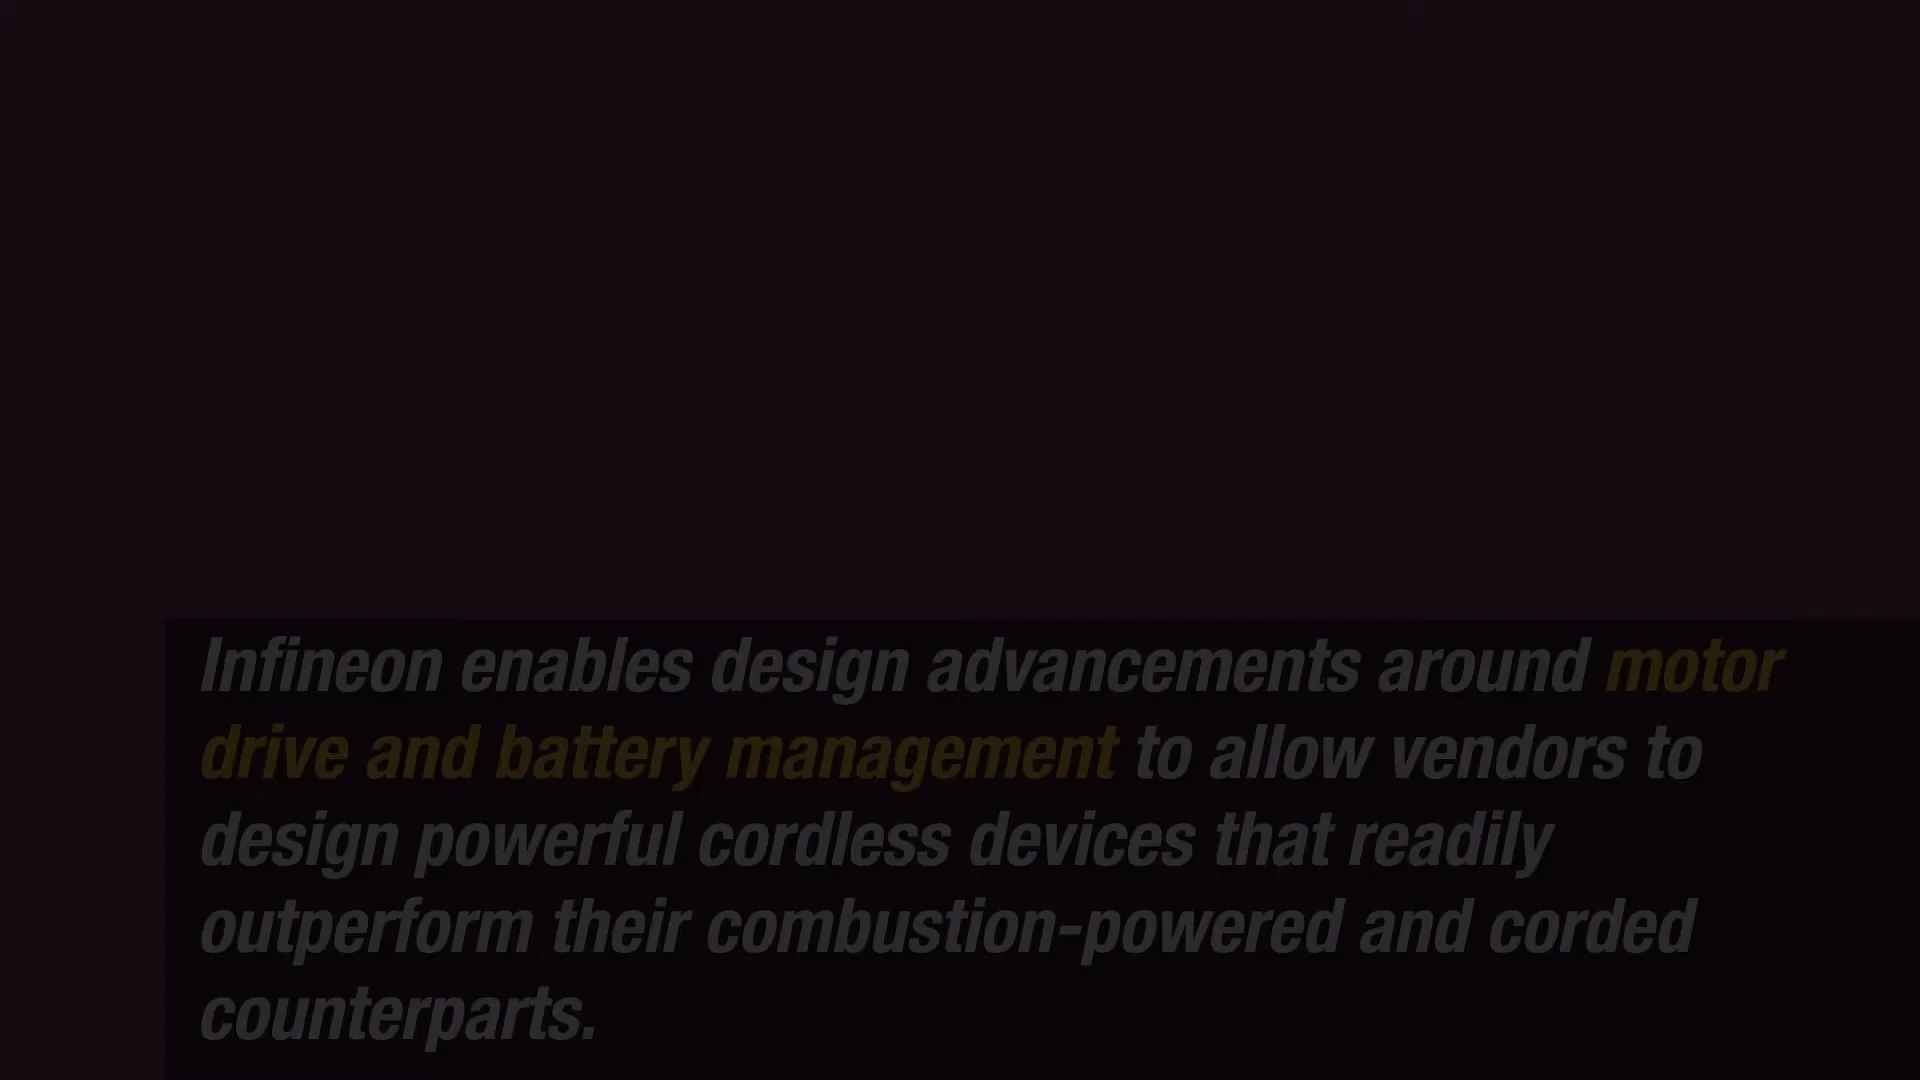 Infineon enables design advancements around motor
drive and battery management to allow vendors to
design powerful cordless devices that readily
outperform their combustion-powered and corded
counterparts.